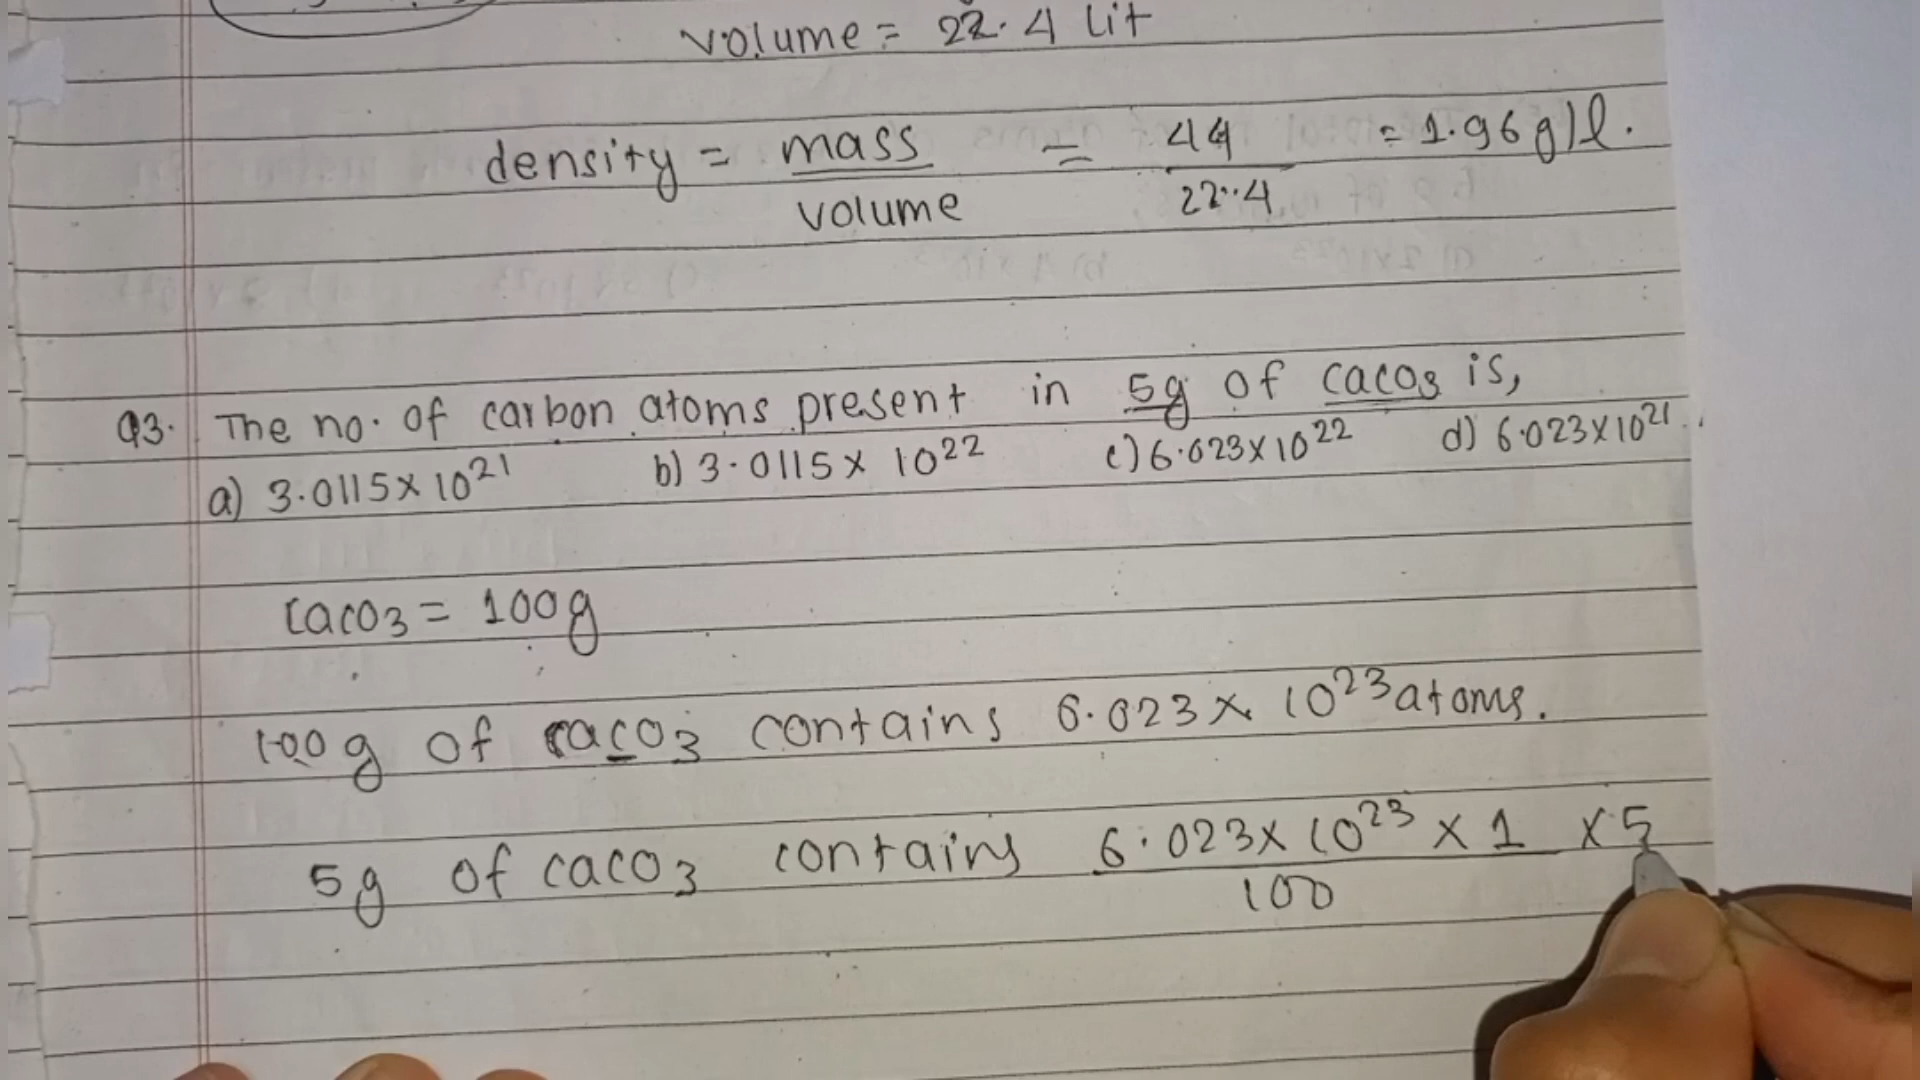 volume = 22.4 lit
density = mass / volume = 44 / 22.4 = 1.96 g/l.
Q3. The no. of carbon atoms present in 5g of caco3 is,
a) 3.0115 x 10^21 b) 3.0115 x 10^22 c) 6.023 x 10^22 d) 6.023 x 10^21.
CaCO3 = 100g
100g of caco3 contains 6.023 x 10^23 atoms.
5g of caco3 contains 6.023 x 10^23 x 1 / 100 x 5